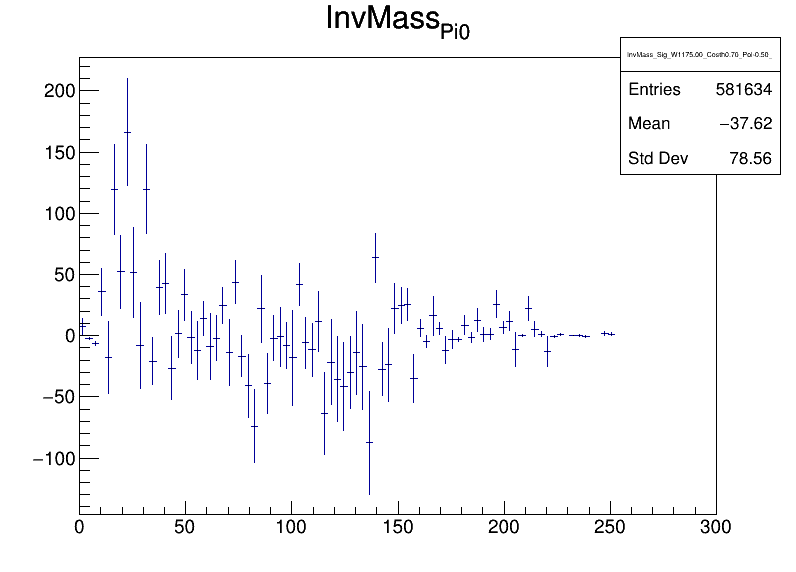 InvMass_Pi0
InvMass_Sig_W1175.00_Costh0.70_Pol-0.50_
Entries 581634
Mean −37.62
Std Dev 78.56
200
150
100
50
0
−50
−100
0 50 100 150 200 250 300